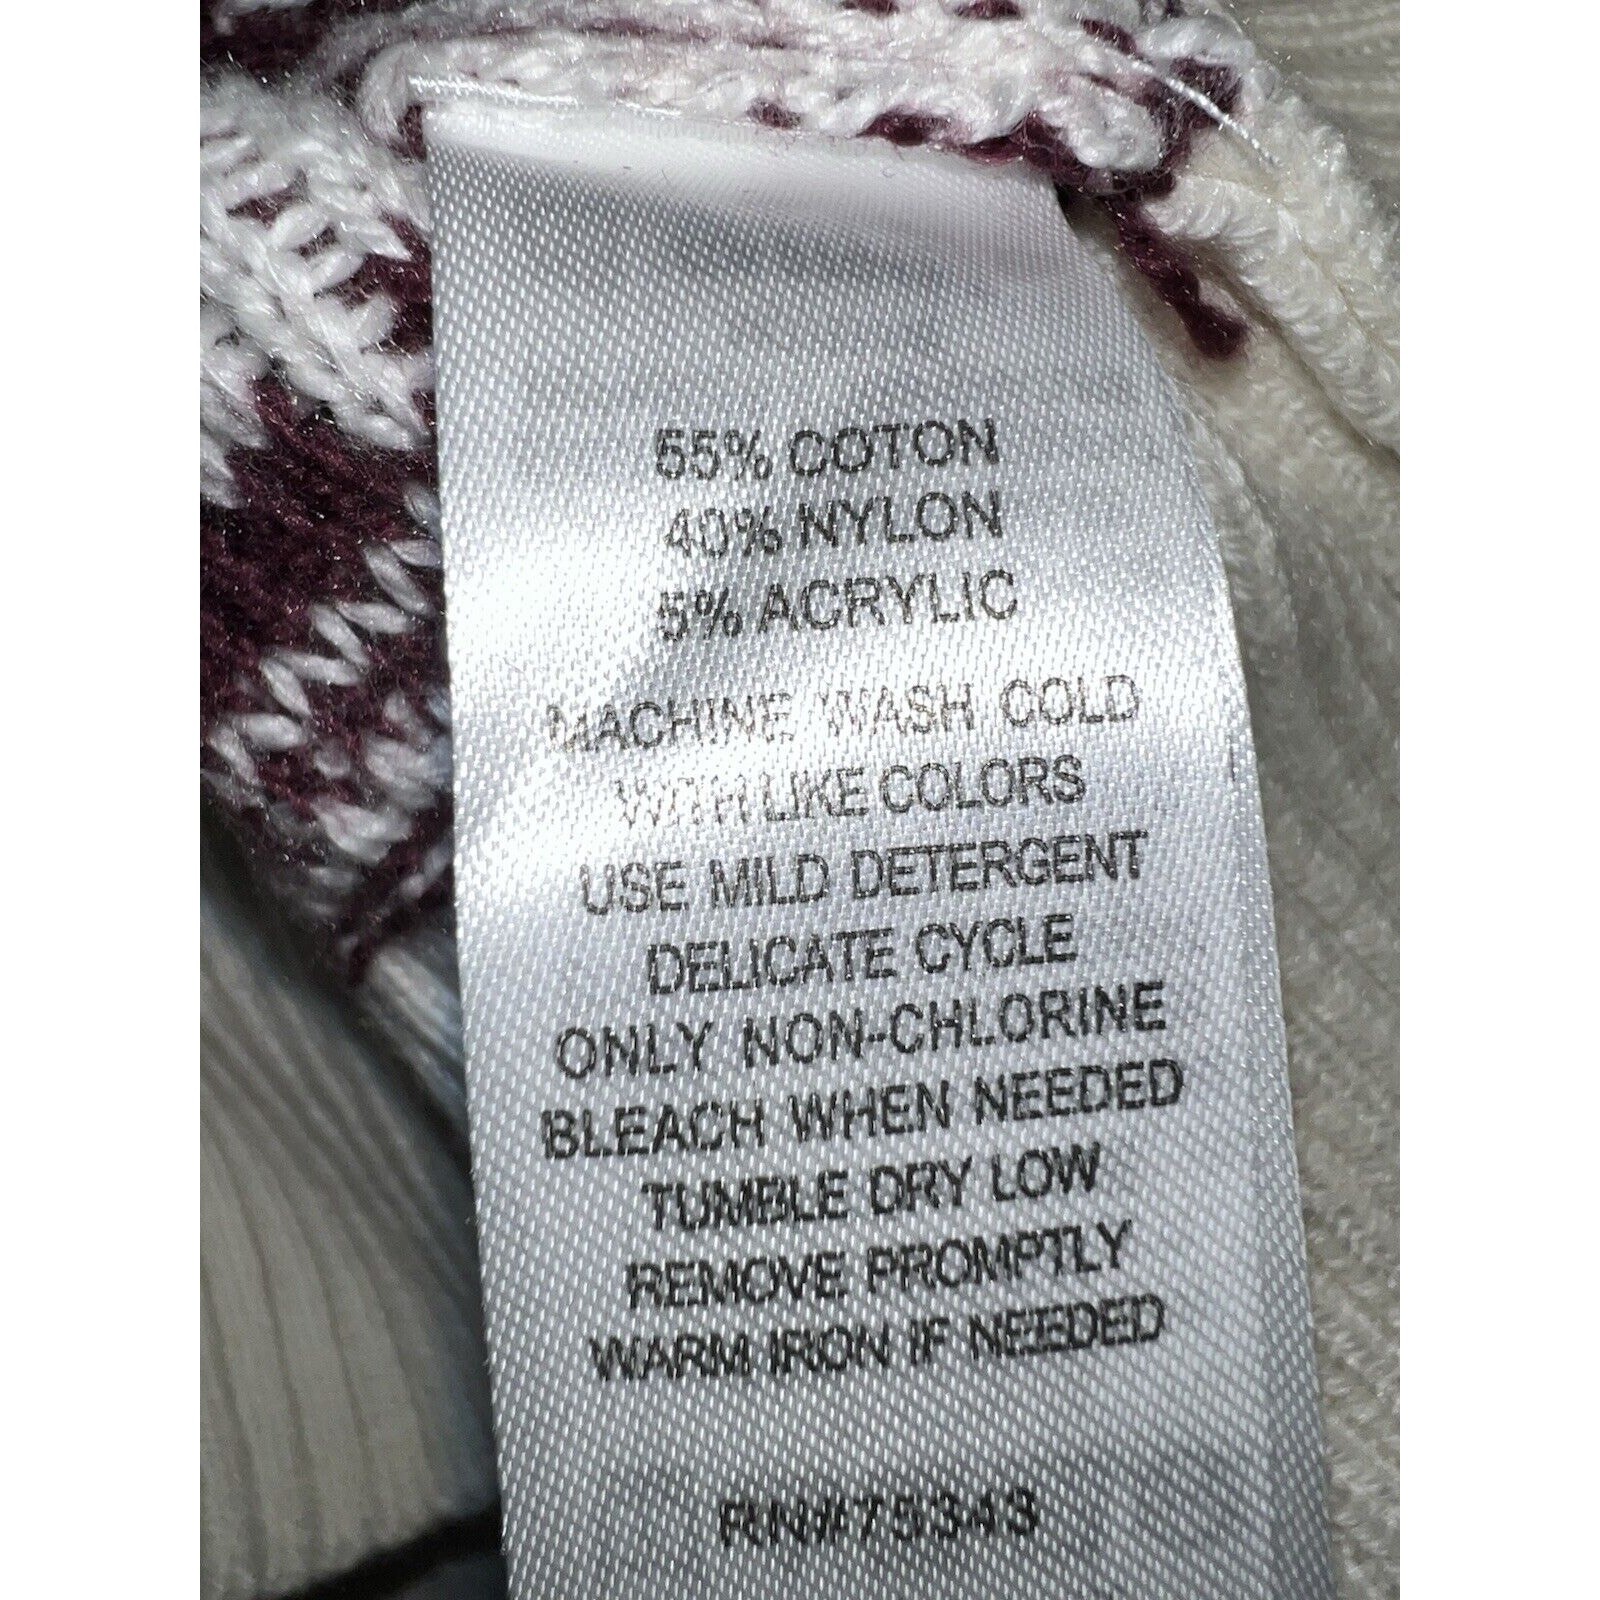 55% COTON
40% NYLON
5% ACRYLIC
MACHINE WASH COLD
WITH LIKE COLORS
USE MILD DETERGENT
DELICATE CYCLE
ONLY NON-CHLORINE
BLEACH WHEN NEEDED
TUMBLE DRY LOW
REMOVE PROMPTLY
WARM IRON IF NEEDED
RN#75343